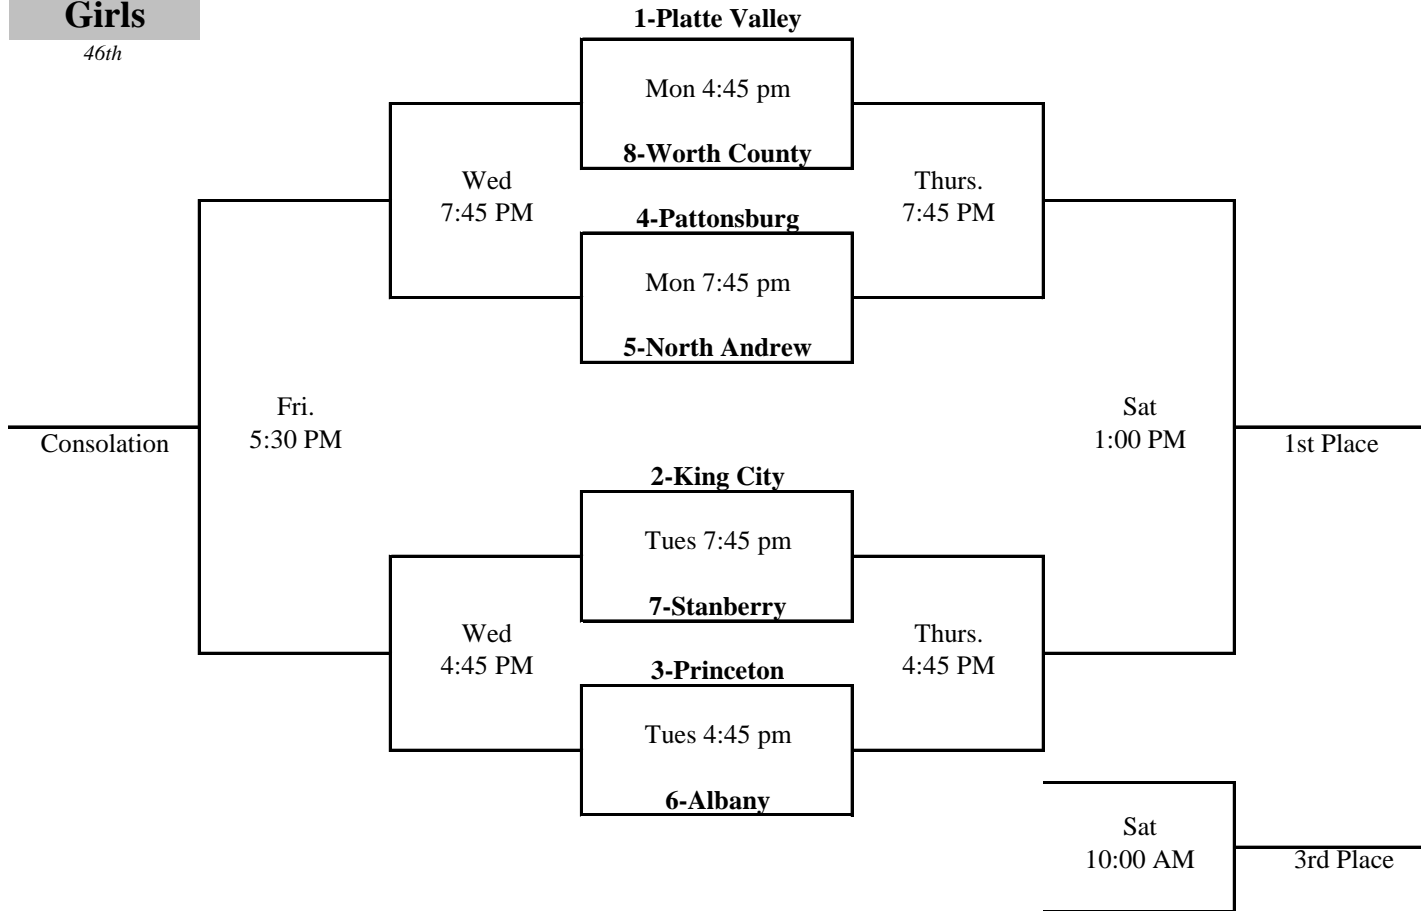 Girls
46th
1-Platte Valley
Mon 4:45 pm
8-Worth County
Wed
7:45 PM
Thurs.
7:45 PM
4-Pattonsburg
Mon 7:45 pm
5-North Andrew
Fri.
5:30 PM
Sat
1:00 PM
Consolation
1st Place
2-King City
Tues 7:45 pm
7-Stanberry
Wed
4:45 PM
Thurs.
4:45 PM
3-Princeton
Tues 4:45 pm
6-Albany
Sat
10:00 AM
3rd Place